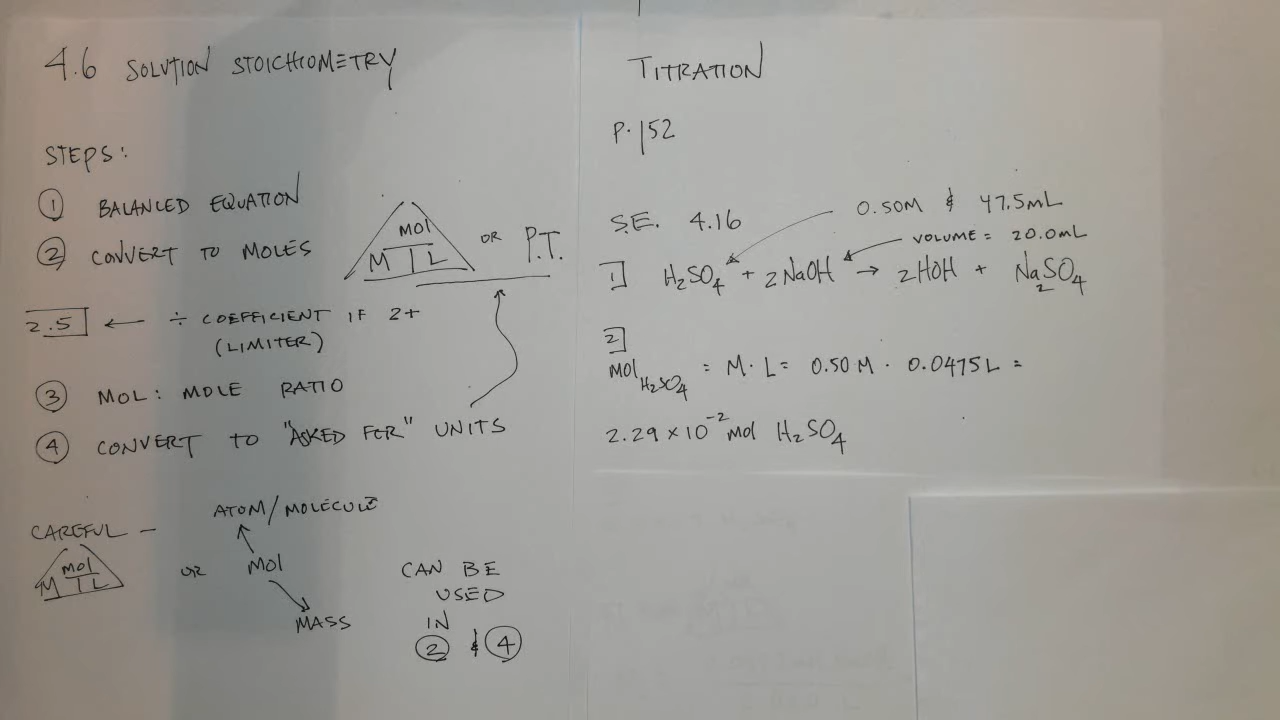 4.6 SOLUTION STOICHIOMETRY
STEPS:
① BALANCED EQUATION
② CONVERT TO MOLES
mol
M L
OR P.T.
2.5 ← ÷ COEFFICIENT IF 2+
(LIMITER)
③ MOL: MOLE RATIO
④ CONVERT TO "ASKED FOR" UNITS
CAREFUL –
ATOM/MOLECULE
mol
M L
OR MOl
MASS
CAN BE
USED
IN
② & ④
TITRATION
P. 152
S.E. 4.16
0.50M & 47.5mL
VOLUME = 20.0mL
1 H₂SO₄ + 2NaOH → 2HOH + Na₂SO₄
2
MOl H₂SO₄ = M · L = 0.50 M · 0.0475 L =
2.29 × 10⁻² mol H₂SO₄